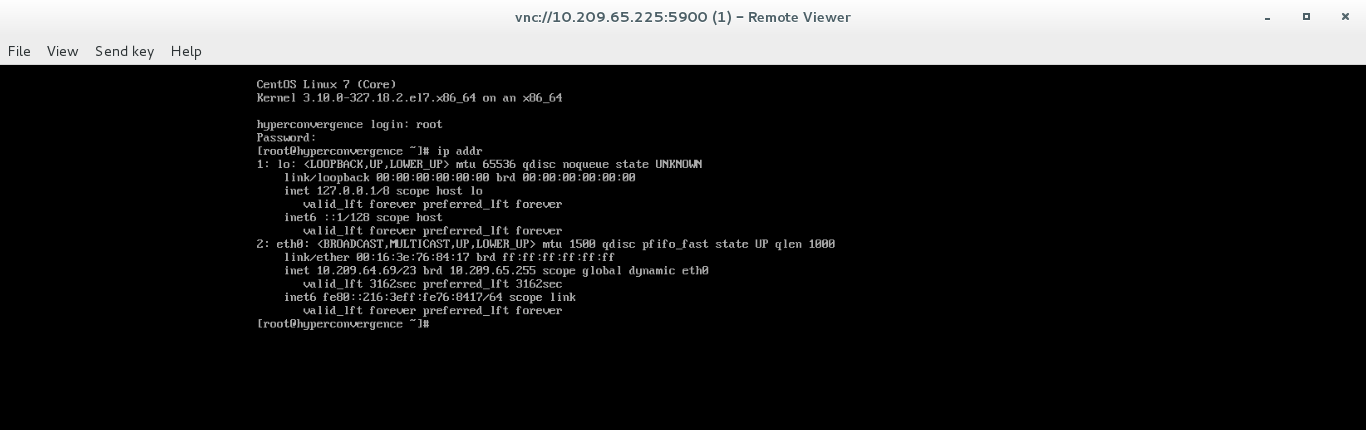 vnc://10.209.65.225:5900 (1) – Remote Viewer
File View Send key Help
CentOS Linux 7 (Core)
Kernel 3.10.0-327.18.2.el7.x86_64 on an x86_64
hyperconvergence login: root
Password:
[root@hyperconvergence ~]# ip addr
1: lo: <LOOPBACK,UP,LOWER_UP> mtu 65536 qdisc noqueue state UNKNOWN
link/loopback 00:00:00:00:00:00 brd 00:00:00:00:00:00
inet 127.0.0.1/8 scope host lo
valid_lft forever preferred_lft forever
inet6 ::1/128 scope host
valid_lft forever preferred_lft forever
2: eth0: <BROADCAST,MULTICAST,UP,LOWER_UP> mtu 1500 qdisc pfifo_fast state UP qlen 1000
link/ether 00:16:3e:76:84:17 brd ff:ff:ff:ff:ff:ff
inet 10.209.64.69/23 brd 10.209.65.255 scope global dynamic eth0
valid_lft 3162sec preferred_lft 3162sec
inet6 fe80::216:3eff:fe76:8417/64 scope link
valid_lft forever preferred_lft forever
[root@hyperconvergence ~]#